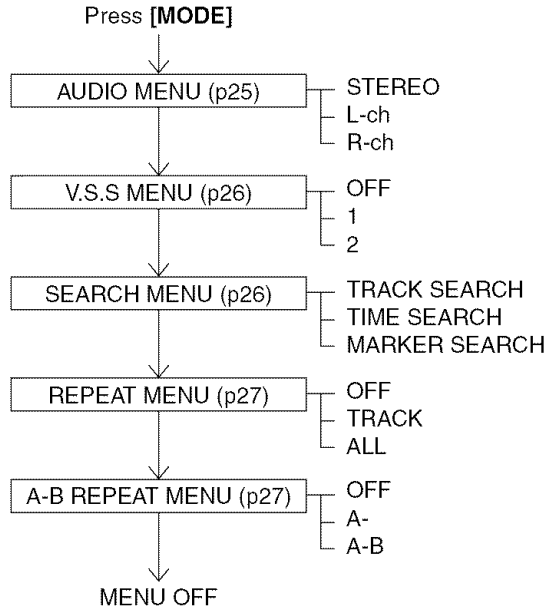 Press [MODE]
AUDIO MENU (p25)
STEREO
L-ch
R-ch
V.S.S MENU (p26)
OFF
1
2
SEARCH MENU (p26)
TRACK SEARCH
TIME SEARCH
MARKER SEARCH
REPEAT MENU (p27)
OFF
TRACK
ALL
A-B REPEAT MENU (p27)
OFF
A-
A-B
MENU OFF